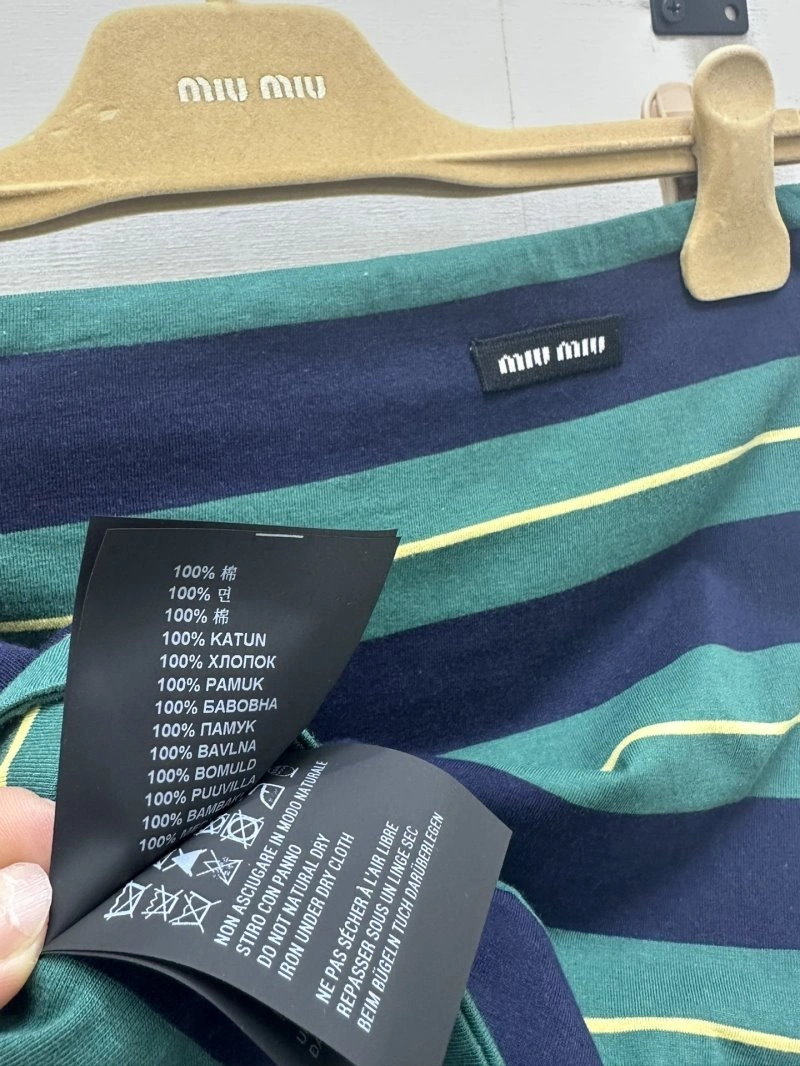 MIU MIU
MIU MIU
100% 棉
100% 면
100% 棉
100% KATUN
100% ХЛОПОК
100% PAMUK
100% БАВОВНА
100% ПАМУК
100% BAVLNA
100% BOMULD
100% PUUVILLA
100%
100%
NON ASCIUGARE IN MODO NATURALE
STIRO CON PANNO
DO NOT NATURAL DRY
IRON UNDER DRY CLOTH
NE PAS SÉCHER À L'AIR LIBRE
REPASSER SOUS UN LINGE SEC
BEIM BÜGELN TUCH DARÜBERLEGEN